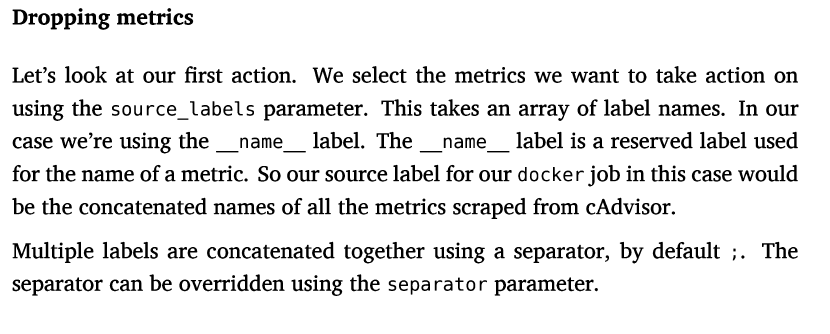 Dropping metrics
Let’s look at our first action. We select the metrics we want to take action on
using the source_labels parameter. This takes an array of label names. In our
case we’re using the __name__ label. The __name__ label is a reserved label used
for the name of a metric. So our source label for our docker job in this case would
be the concatenated names of all the metrics scraped from cAdvisor.
Multiple labels are concatenated together using a separator, by default ;. The
separator can be overridden using the separator parameter.